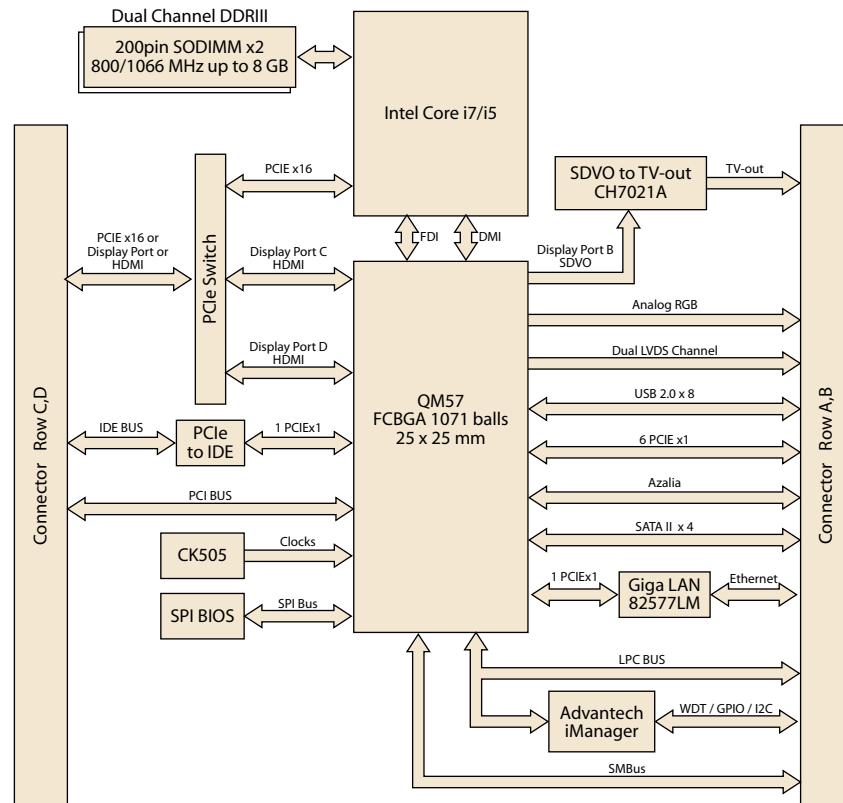 Dual Channel DDRIII
200pin SODIMM x2
800/1066 MHz up to 8 GB
Intel Core i7/i5
PCIE x16
SDVO to TV-out
CH7021A
TV-out
FDI
DMI
PCIE x16 or
Display Port or
HDMI
PCIe Switch
Display Port C
HDMI
Display Port B
SDVO
Analog RGB
Display Port D
HDMI
Dual LVDS Channel
QM57
FCBGA 1071 balls
25 x 25 mm
USB 2.0 x 8
Connector Row C,D
Connector Row A,B
IDE BUS
PCIe
to IDE
1 PCIEx1
6 PCIE x1
PCI BUS
Azalia
CK505
Clocks
SATA II x 4
SPI BIOS
SPI Bus
1 PCIEx1
Giga LAN
82577LM
Ethernet
LPC BUS
Advantech
iManager
WDT / GPIO / I2C
SMBus